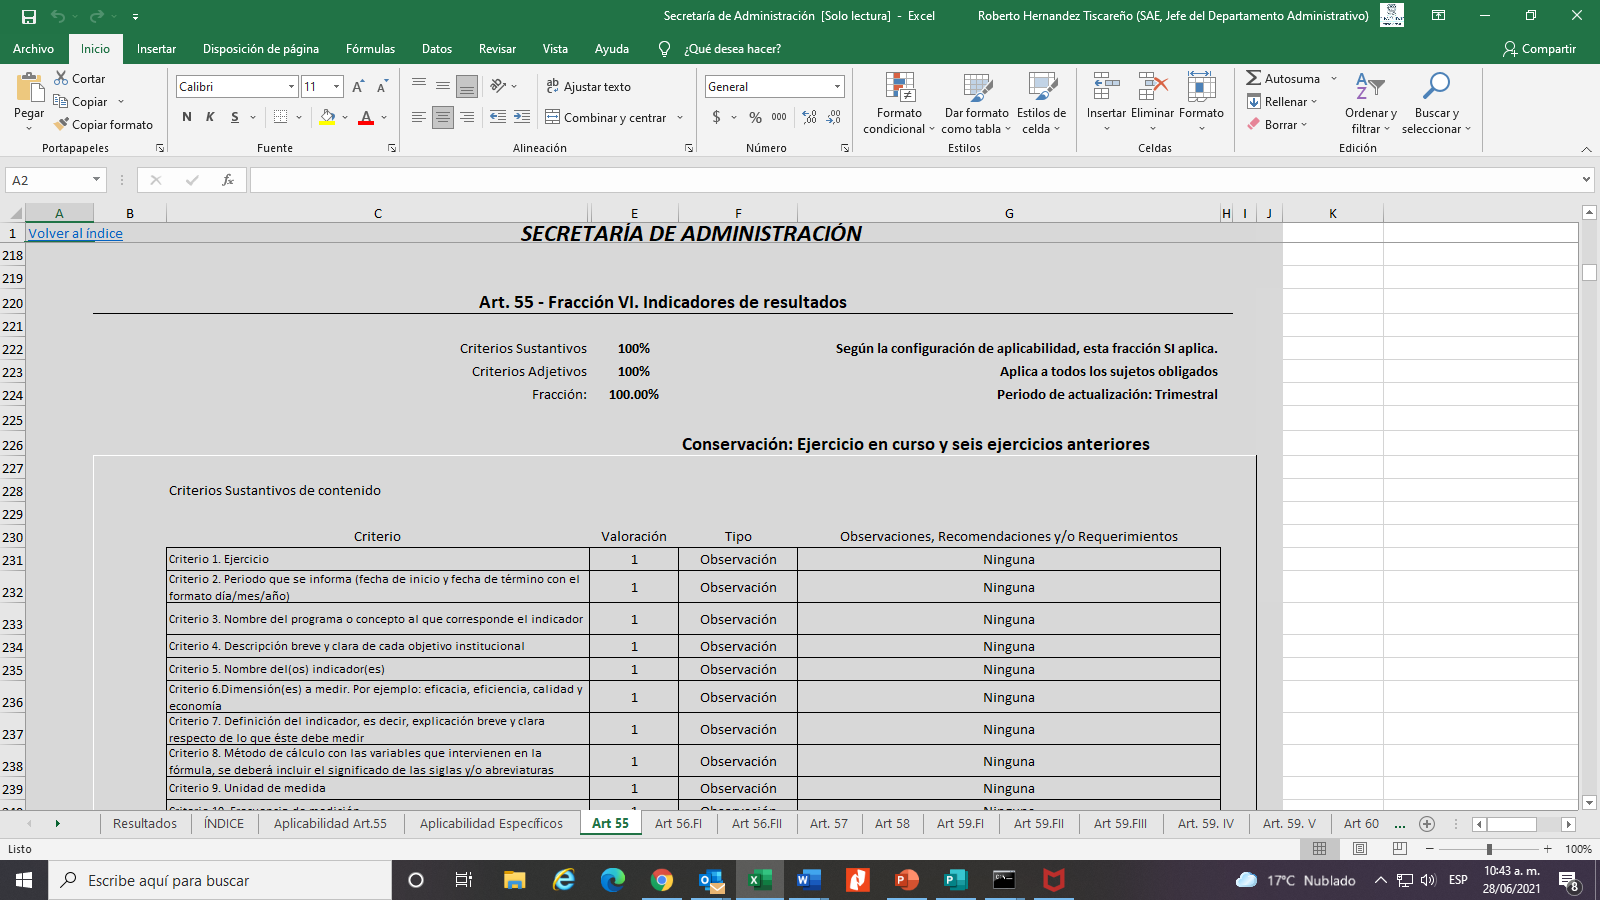 Secretaría de Administración [Solo lectura] - Excel
Roberto Hernandez Tiscareño (SAE, Jefe del Departamento Administrativo)
Archivo Inicio Insertar Disposición de página Fórmulas Datos Revisar Vista Ayuda ¿Qué desea hacer? Compartir
Pegar
Cortar
Copiar
Copiar formato
Portapapeles
Calibri 11
N K S
Fuente
Ajustar texto
Combinar y centrar
Alineación
General
$ % 000
Número
Formato condicional
Dar formato como tabla
Estilos de celda
Estilos
Insertar Eliminar Formato
Celdas
Autosuma
Rellenar
Borrar
Ordenar y filtrar
Buscar y seleccionar
Edición
A2
fx
A B C E F G H I J K
1 Volver al índice SECRETARÍA DE ADMINISTRACIÓN
218
219
220 Art. 55 - Fracción VI. Indicadores de resultados
221
222 Criterios Sustantivos 100% Según la configuración de aplicabilidad, esta fracción SI aplica.
223 Criterios Adjetivos 100% Aplica a todos los sujetos obligados
224 Fracción: 100.00% Periodo de actualización: Trimestral
225
226 Conservación: Ejercicio en curso y seis ejercicios anteriores
227
228 Criterios Sustantivos de contenido
229
230 Criterio Valoración Tipo Observaciones, Recomendaciones y/o Requerimientos
231 Criterio 1. Ejercicio 1 Observación Ninguna
232 Criterio 2. Periodo que se informa (fecha de inicio y fecha de término con el
formato día/mes/año) 1 Observación Ninguna
233 Criterio 3. Nombre del programa o concepto al que corresponde el indicador 1 Observación Ninguna
234 Criterio 4. Descripción breve y clara de cada objetivo institucional 1 Observación Ninguna
235 Criterio 5. Nombre del(os) indicador(es) 1 Observación Ninguna
236 Criterio 6.Dimensión(es) a medir. Por ejemplo: eficacia, eficiencia, calidad y
economía 1 Observación Ninguna
237 Criterio 7. Definición del indicador, es decir, explicación breve y clara
respecto de lo que éste debe medir 1 Observación Ninguna
238 Criterio 8. Método de cálculo con las variables que intervienen en la
fórmula, se deberá incluir el significado de las siglas y/o abreviaturas 1 Observación Ninguna
239 Criterio 9. Unidad de medida 1 Observación Ninguna
Resultados ÍNDICE Aplicabilidad Art.55 Aplicabilidad Específicos Art 55 Art 56.FI Art 56.FII Art. 57 Art 58 Art 59.FI Art 59.FII Art 59.FIII Art. 59. IV Art. 59. V Art 60 ...
Listo
100%
Escribe aquí para buscar
17°C Nublado
ESP
10:43 a. m.
28/06/2021
8